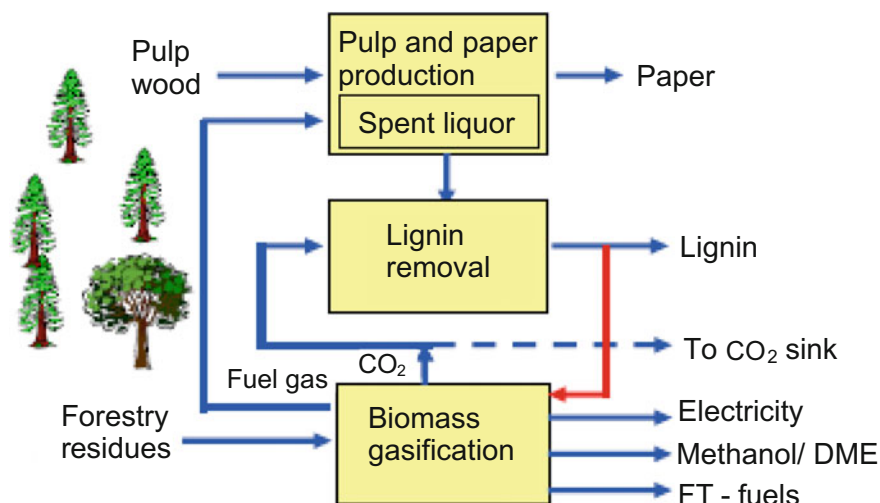 Pulp
wood
Pulp and paper
production
Spent liquor
Paper
Lignin
removal
Lignin
To CO₂ sink
CO₂
Fuel gas
Forestry
residues
Biomass
gasification
Electricity
Methanol/ DME
FT - fuels